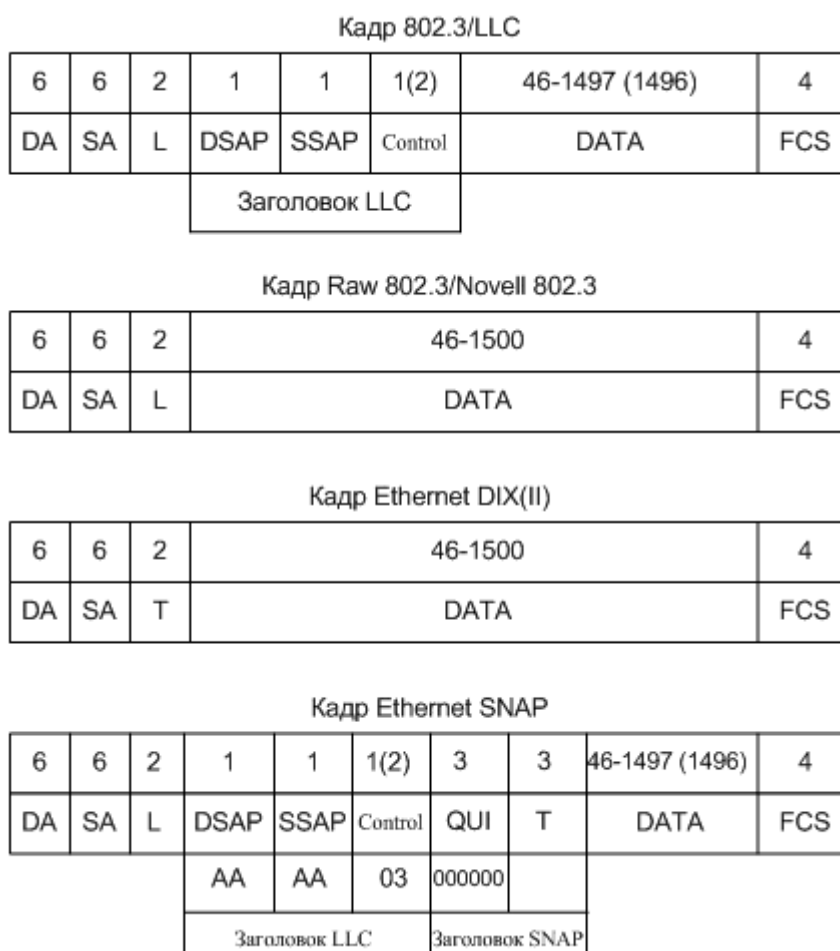 Кадр 802.3/LLC
6 6 2 1 1 1(2) 46-1497 (1496) 4
DA SA L DSAP SSAP Control DATA FCS
Заголовок LLC
Кадр Raw 802.3/Novell 802.3
6 6 2 46-1500 4
DA SA L DATA FCS
Кадр Ethernet DIX(II)
6 6 2 46-1500 4
DA SA T DATA FCS
Кадр Ethernet SNAP
6 6 2 1 1 1(2) 3 3 46-1497 (1496) 4
DA SA L DSAP SSAP Control QUI T DATA FCS
AA AA 03 000000
Заголовок LLC Заголовок SNAP